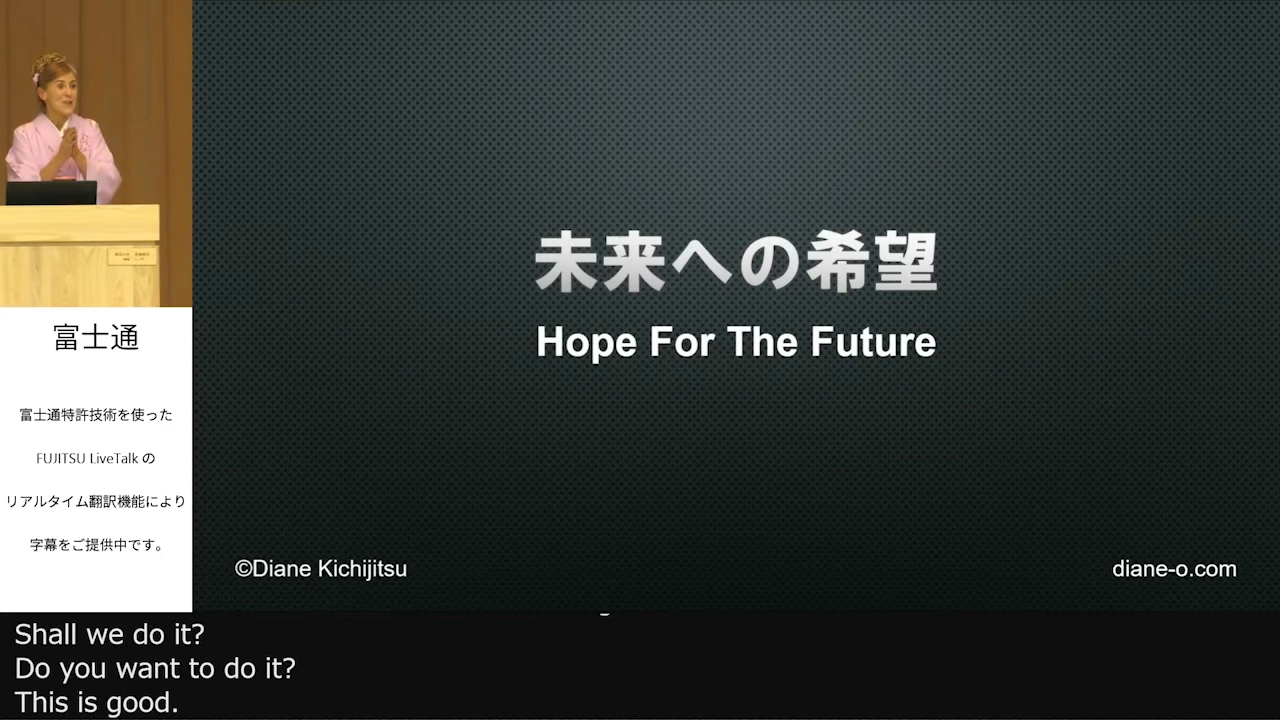 未来への希望
Hope For The Future
©Diane Kichijitsu
diane-o.com
富士通
富士通特許技術を使った
FUJITSU LiveTalk の
リアルタイム翻訳機能により
字幕をご提供中です。
Shall we do it?
Do you want to do it?
This is good.